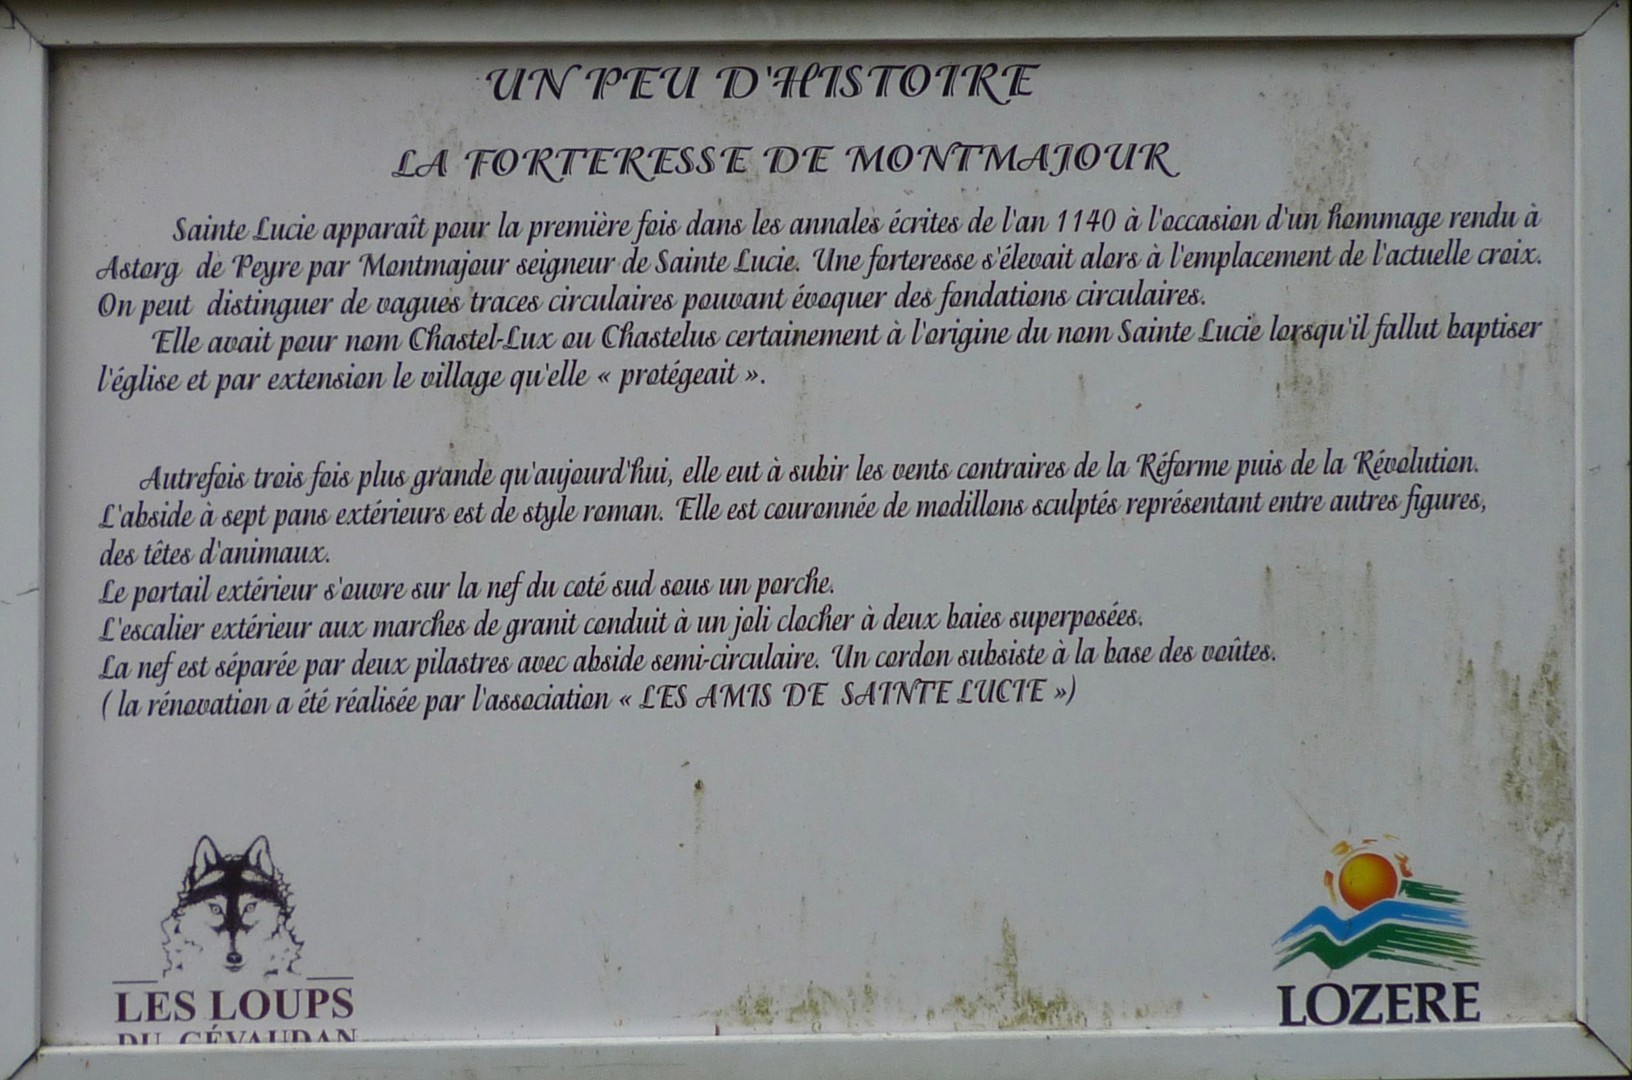 UN PEU D'HISTOIRE
LA FORTERESSE DE MONTMAJOUR
Sainte Lucie apparaît pour la première fois dans les annales écrites de l'an 1140 à l'occasion d'un hommage rendu à
Astorg de Peyre par Montmajour seigneur de Sainte Lucie. Une forteresse s'élevait alors à l'emplacement de l'actuelle croix.
On peut distinguer de vagues traces circulaires pouvant évoquer des fondations circulaires.
Elle avait pour nom Chastel-Lux ou Chastelus certainement à l'origine du nom Sainte Lucie lorsqu'il fallut baptiser
l'église et par extension le village qu'elle « protégeait ».
Autrefois trois fois plus grande qu'aujourd'hui, elle eut à subir les vents contraires de la Réforme puis de la Révolution.
L'abside à sept pans extérieurs est de style roman. Elle est couronnée de modillons sculptés représentant entre autres figures,
des têtes d'animaux.
Le portail extérieur s'ouvre sur la nef du coté sud sous un porche.
L'escalier extérieur aux marches de granit conduit à un joli clocher à deux baies superposées.
La nef est séparée par deux pilastres avec abside semi-circulaire. Un cordon subsiste à la base des voûtes.
( la rénovation a été réalisée par l'association « LES AMIS DE SAINTE LUCIE »)
LES LOUPS
DU GÉVAUDAN
LOZERE